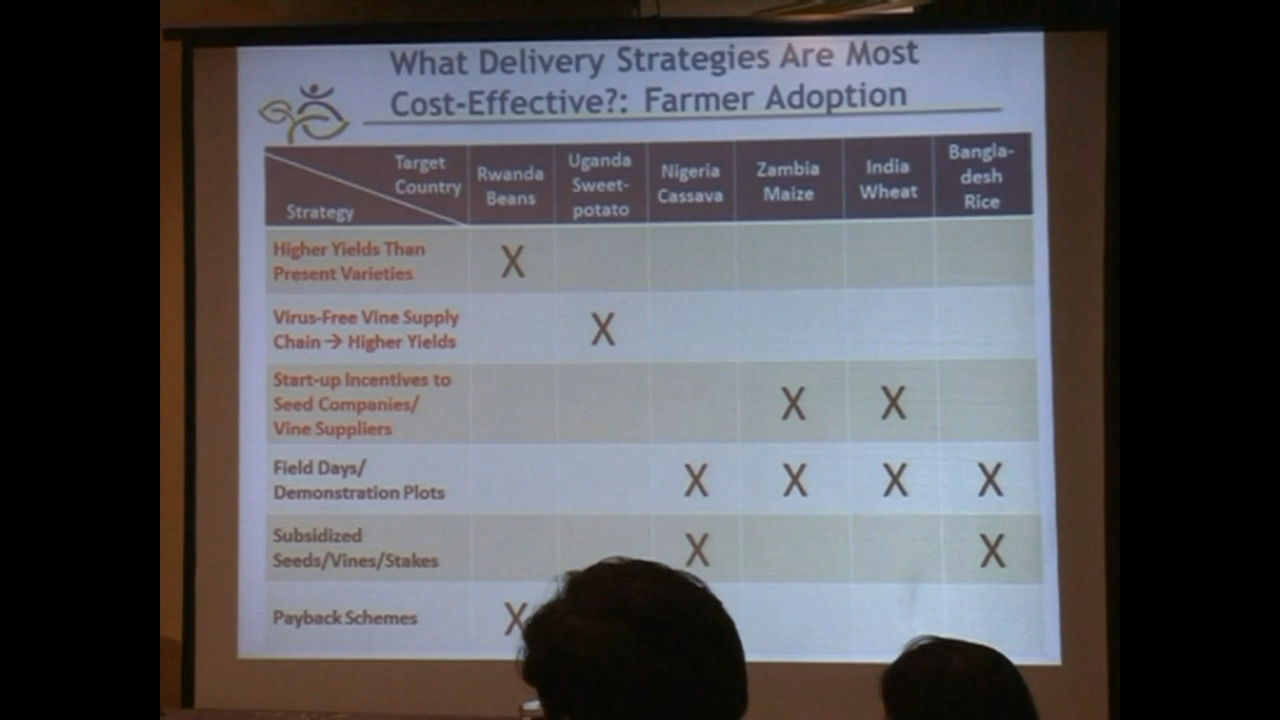 What Delivery Strategies Are Most
Cost-Effective?: Farmer Adoption
Target
Country
Strategy
Rwanda
Beans
Uganda
Sweet-
potato
Nigeria
Cassava
Zambia
Maize
India
Wheat
Bangla-
desh
Rice
Higher Yields Than
Present Varieties
X
Virus-Free Vine Supply
Chain → Higher Yields
X
Start-up Incentives to
Seed Companies/
Vine Suppliers
X X
Field Days/
Demonstration Plots
X X X X
Subsidized
Seeds/Vines/Stakes
X X
Payback Schemes
X